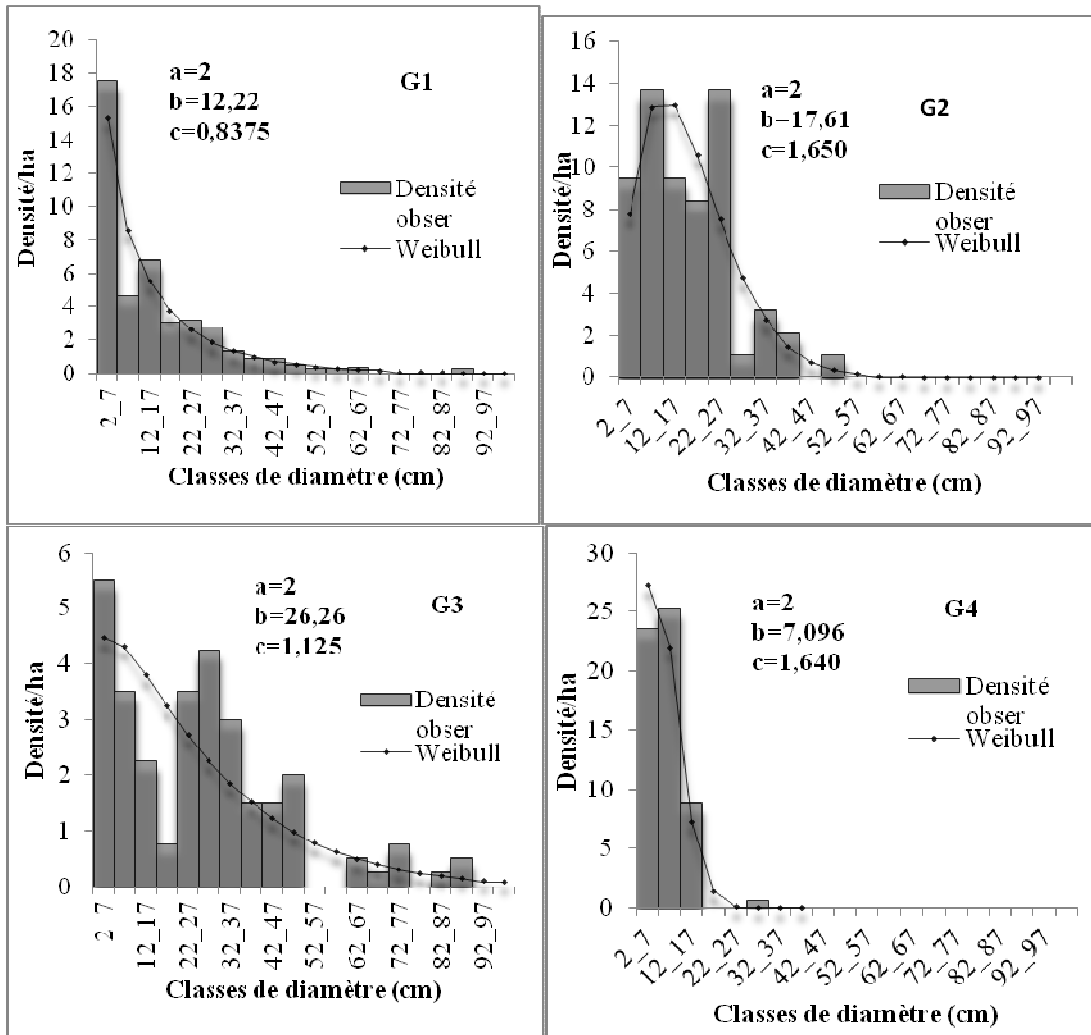 20
18
16
14
12
10
8
6
4
2
0
Densité/ha
a=2
b=12,22
c=0,8375
G1
Densité
obser
Weibull
2_7
12_17
22_27
32_37
42_47
52_57
62_67
72_77
82_87
92_97
Classes de diamètre (cm)
16
14
12
10
8
6
4
2
0
Densité/ha
a=2
b=17,61
c=1,650
G2
Densité
obser
Weibull
2_7
12_17
22_27
32_37
42_47
52_57
62_67
72_77
82_87
92_97
Classes de diamètre (cm)
6
5
4
3
2
1
0
Densité/ha
a=2
b=26,26
c=1,125
G3
Densité
obser
Weibull
2_7
12_17
22_27
32_37
42_47
52_57
62_67
72_77
82_87
92_97
Classes de diamètre (cm)
30
25
20
15
10
5
0
Densité/ha
a=2
b=7,096
c=1,640
G4
Densité
obser
Weibull
2_7
12_17
22_27
32_37
42_47
52_57
62_67
72_77
82_87
92_97
Classes de diamètre (cm)